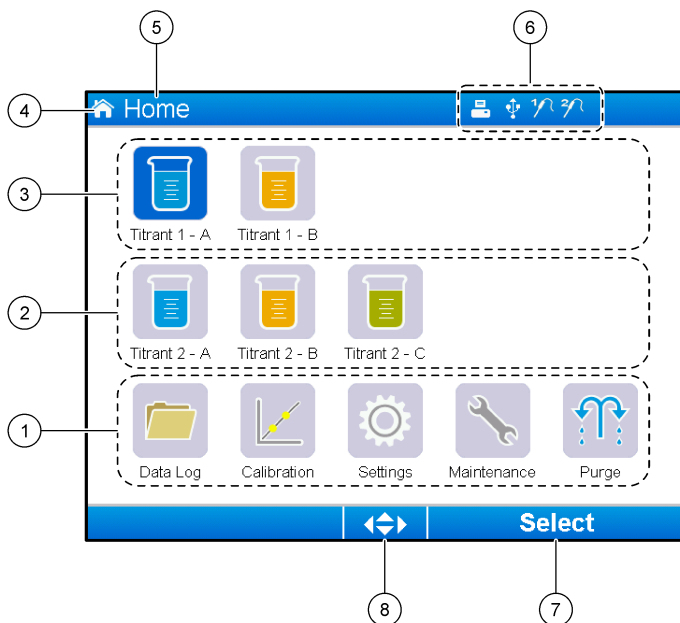 5
6
4
Home
1 2
3
Titrant 1 - A Titrant 1 - B
2
Titrant 2 - A Titrant 2 - B Titrant 2 - C
1
Data Log Calibration Settings Maintenance Purge
Select
8
7